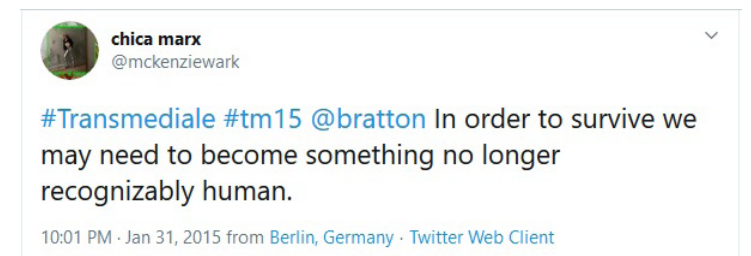 chica marx
@mckenziewark
#Transmediale #tm15 @bratton In order to survive we
may need to become something no longer
recognizably human.
10:01 PM · Jan 31, 2015 from Berlin, Germany · Twitter Web Client